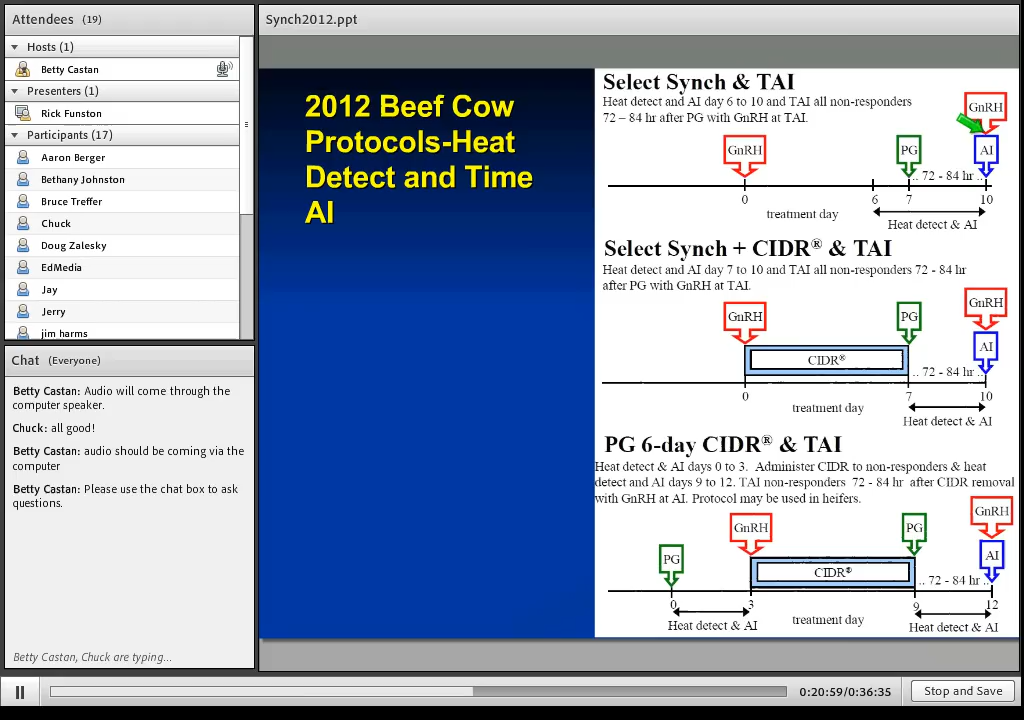 Attendees (19)
Hosts (1)
Betty Castan
Presenters (1)
Rick Funston
Participants (17)
Aaron Berger
Bethany Johnston
Bruce Treffer
Chuck
Doug Zalesky
EdMedia
Jay
Jerry
jim harms
Chat (Everyone)
Betty Castan: Audio will come through the
computer speaker.
Chuck: all good!
Betty Castan: audio should be coming via the
computer
Betty Castan: Please use the chat box to ask
questions.
Betty Castan, Chuck are typing...
Synch2012.ppt
2012 Beef Cow
Protocols-Heat
Detect and Time
AI
Select Synch & TAI
Heat detect and AI day 6 to 10 and TAI all non-responders
72 – 84 hr after PG with GnRH at TAI.
GnRH
GnRH
PG
AI
.. 72 - 84 hr ..
0
6
7
10
treatment day
Heat detect & AI
Select Synch + CIDR® & TAI
Heat detect and AI day 7 to 10 and TAI all non-responders 72 - 84 hr
after PG with GnRH at TAI.
GnRH
GnRH
PG
AI
CIDR®
.. 72 - 84 hr ..
0
7
10
treatment day
Heat detect & AI
PG 6-day CIDR® & TAI
Heat detect & AI days 0 to 3. Administer CIDR to non-responders & heat
detect and AI days 9 to 12. TAI non-responders 72 - 84 hr after CIDR removal
with GnRH at AI. Protocol may be used in heifers.
GnRH
GnRH
PG
PG
AI
CIDR®
.. 72 - 84 hr ..
0
3
9
12
Heat detect & AI
treatment day
Heat detect & AI
0:20:59/0:36:35
Stop and Save